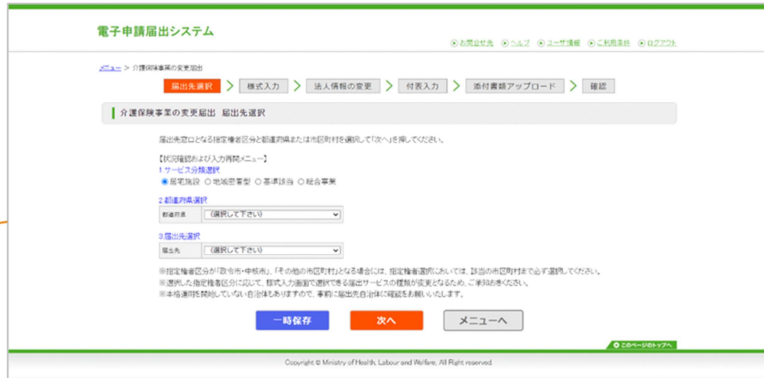 電子申請届出システム
お問合せ先 ヘルプ ユーザ情報 ご利用条件 ログアウト
メニュー > 介護保険事業の変更届出
届出先選択 > 様式入力 > 法人情報の変更 > 付表入力 > 添付書類アップロード > 確認
介護保険事業の変更届出 届出先選択
届出先窓口となる指定権者区分と都道府県または市区町村を選択して「次へ」を押してください。
【状況確認および入力再開メニュー】
1.サービス分類選択
居宅施設 地域密着型 基準該当 総合事業
2.都道府県選択
都道府県 (選択して下さい)
3.届出先選択
届出先 (選択して下さい)
※指定権者区分が「政令市・中核市」、「その他の市区町村」となる場合には、指定権者選択においては、該当の市区町村まで必ず選択してください。
※選択した指定権者区分に応じて、様式入力画面で選択できる届出サービスの種類が変更となるため、ご承知おきください。
※本格運用を開始していない自治体もありますので、事前に届出先自治体に確認をお願いいたします。
一時保存 次へ メニューへ
このページのトップへ
Copyright © Ministry of Health, Labour and Welfare, All Right reserved.